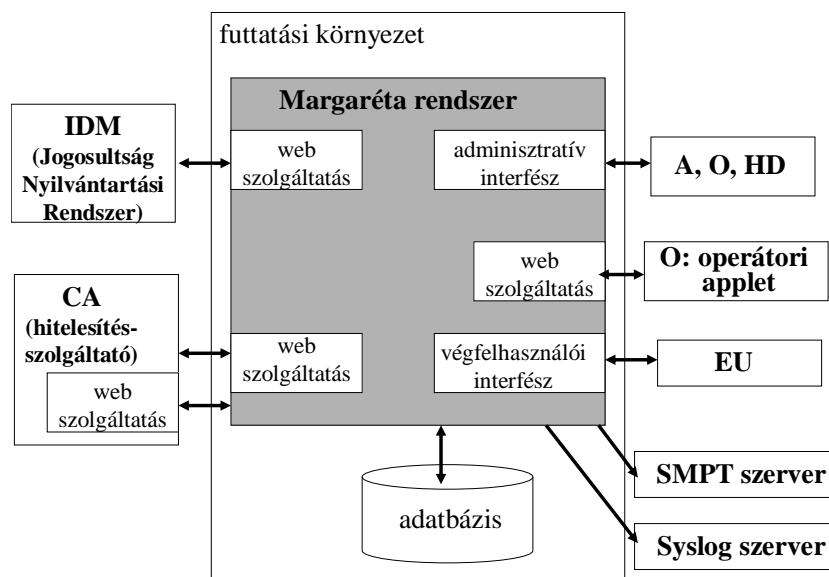 futtatási környezet
Margaréta rendszer
IDM
(Jogosultság
Nyilvántartási
Rendszer)
web
szolgáltatás
adminisztratív
interfész
A, O, HD
web
szolgáltatás
O: operátori
applet
CA
(hitelesítés-
szolgáltató)
web
szolgáltatás
web
szolgáltatás
végfelhasználói
interfész
EU
adatbázis
SMPT szerver
Syslog szerver